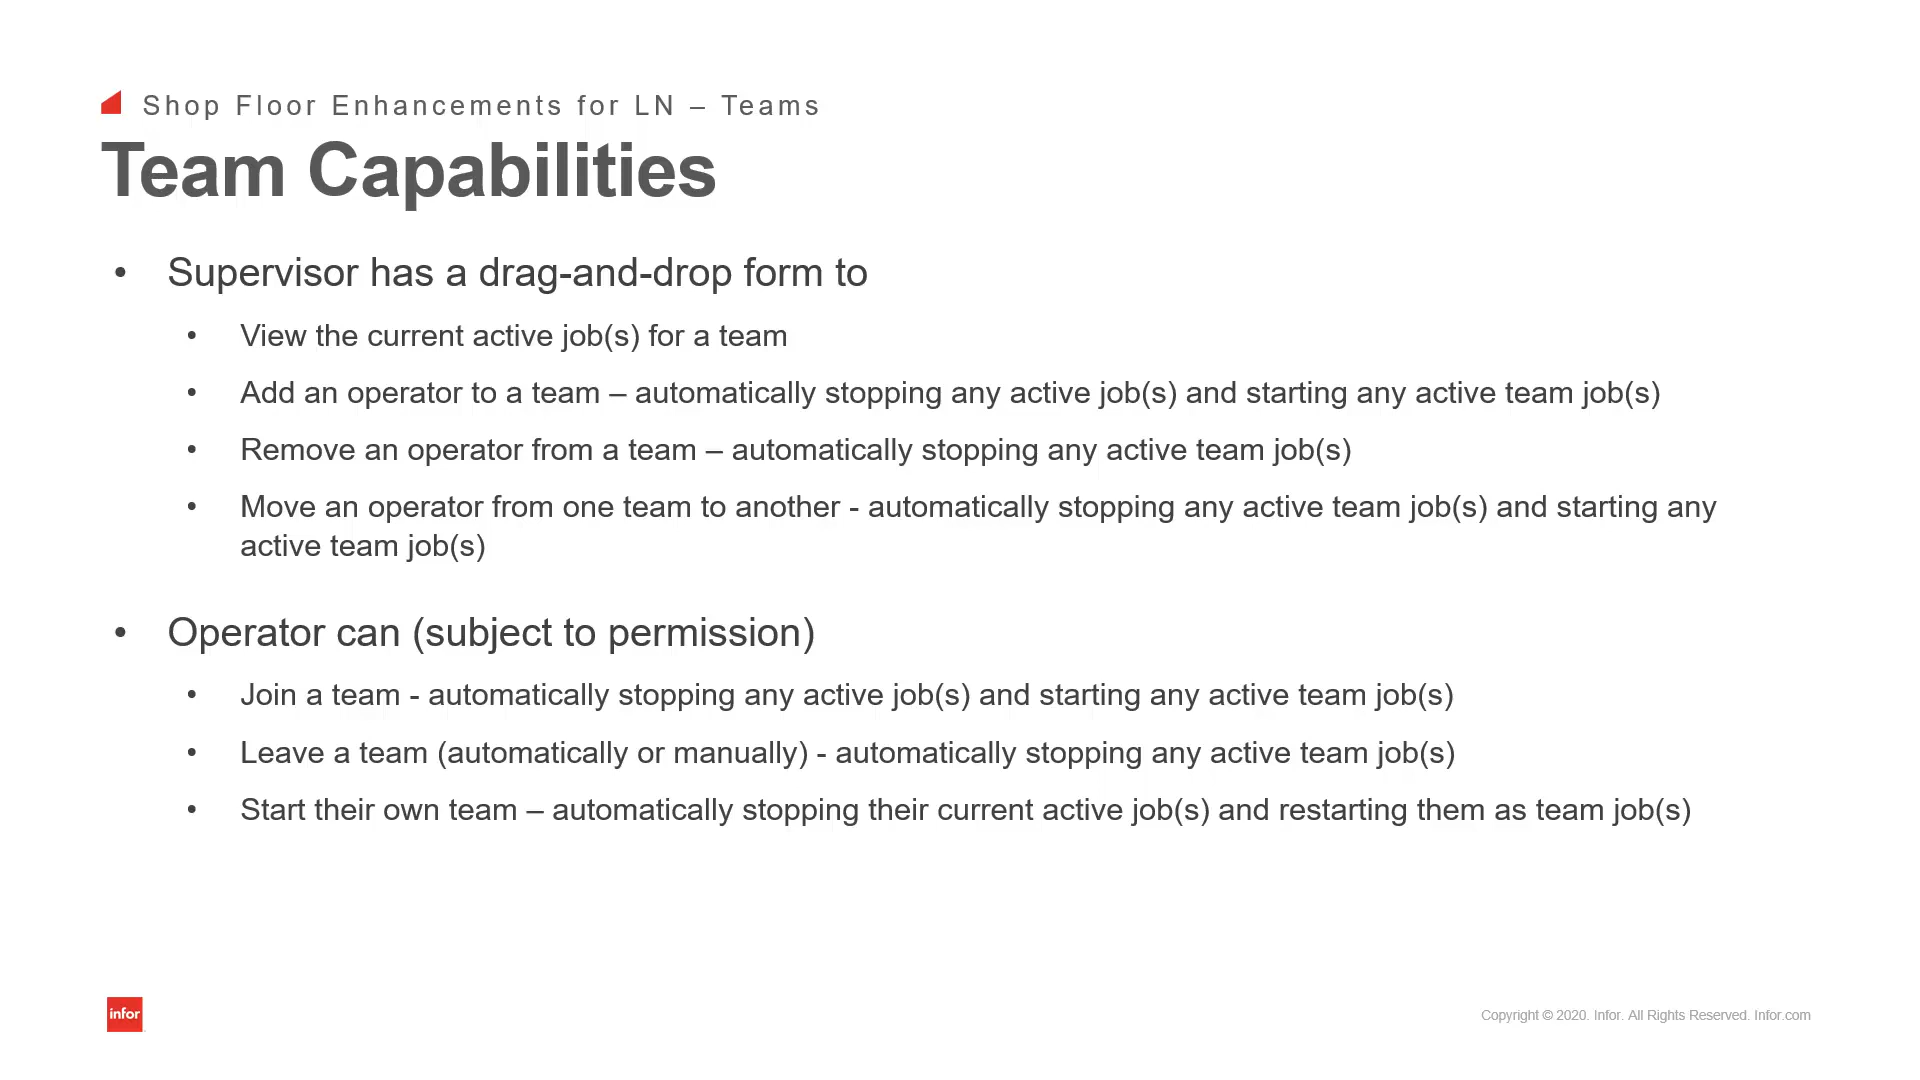 Shop Floor Enhancements for LN – Teams
Team Capabilities
• Supervisor has a drag-and-drop form to
• View the current active job(s) for a team
• Add an operator to a team – automatically stopping any active job(s) and starting any active team job(s)
• Remove an operator from a team – automatically stopping any active team job(s)
• Move an operator from one team to another - automatically stopping any active team job(s) and starting any
active team job(s)
• Operator can (subject to permission)
• Join a team - automatically stopping any active job(s) and starting any active team job(s)
• Leave a team (automatically or manually) - automatically stopping any active team job(s)
• Start their own team – automatically stopping their current active job(s) and restarting them as team job(s)
infor
Copyright © 2020. Infor. All Rights Reserved. Infor.com